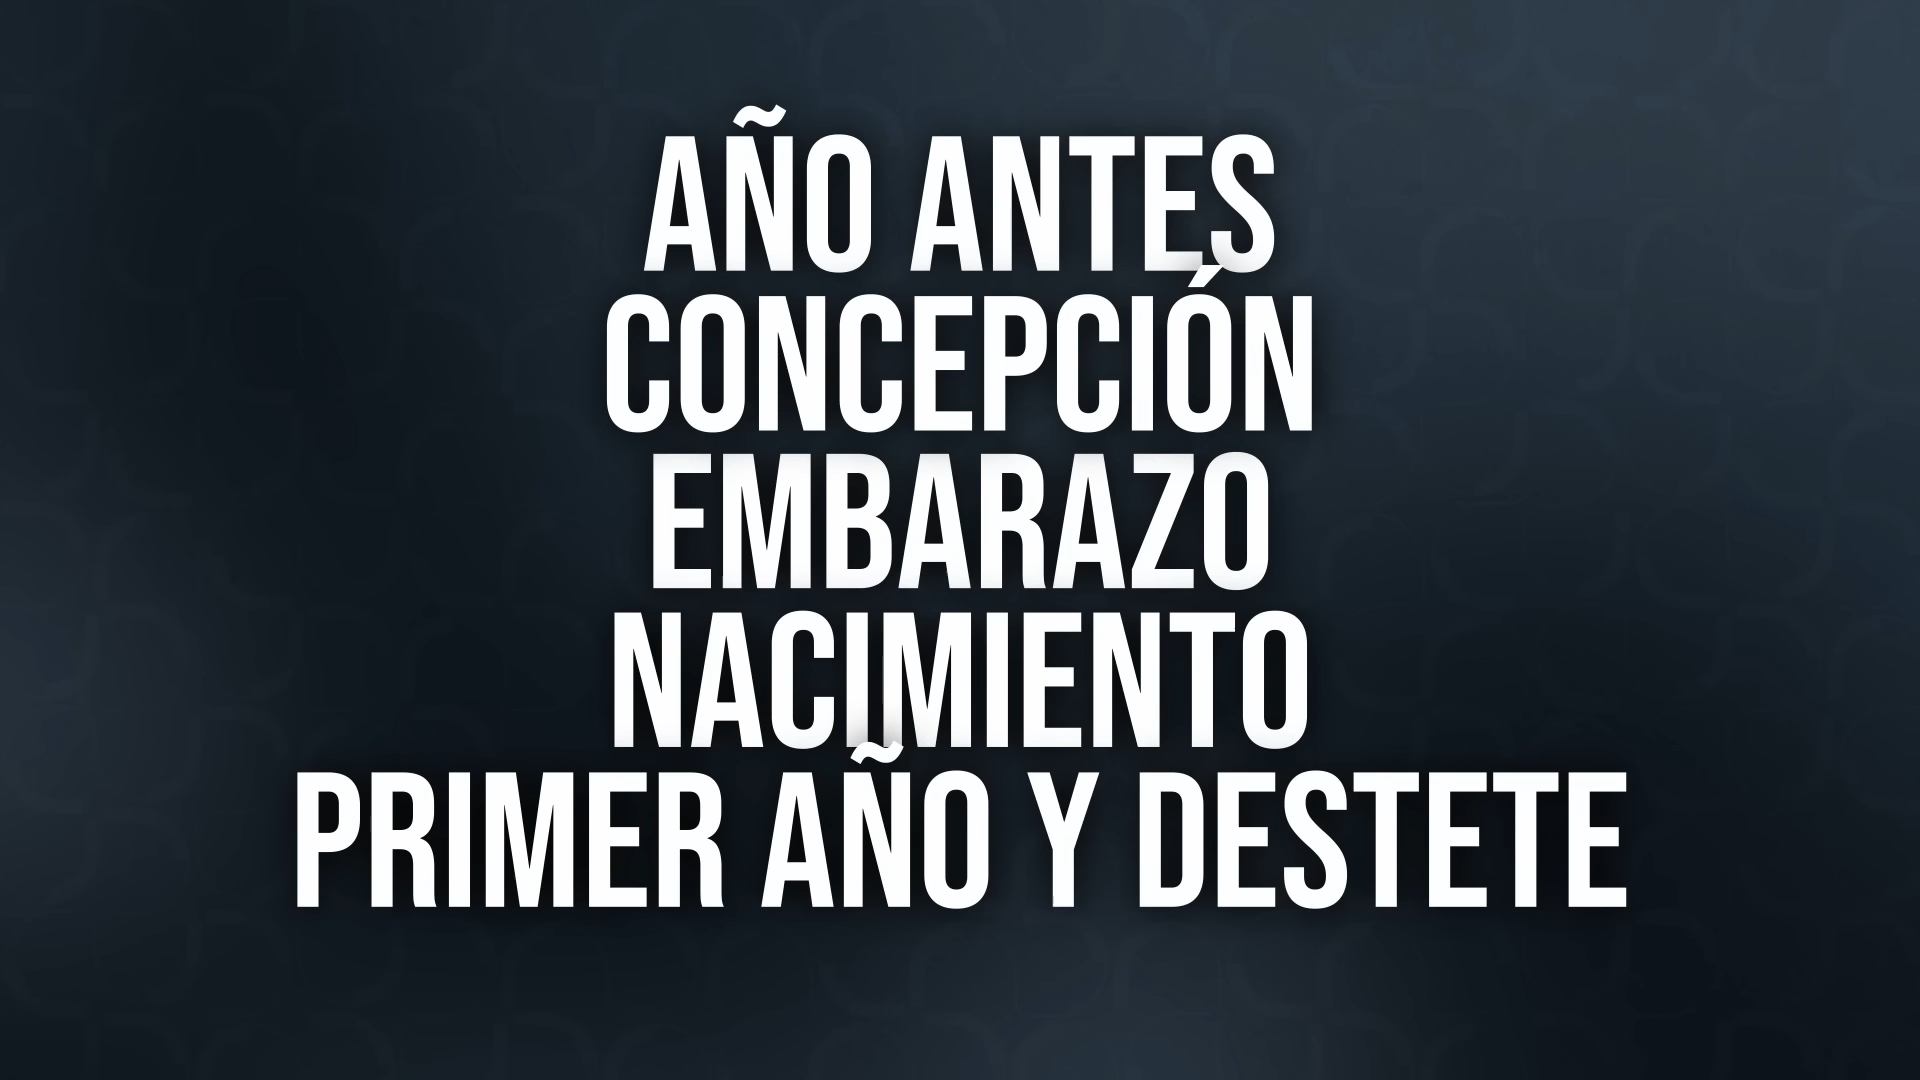 AÑO ANTES
CONCEPCIÓN
EMBARAZO
NACIMIENTO
PRIMER AÑO Y DESTETE